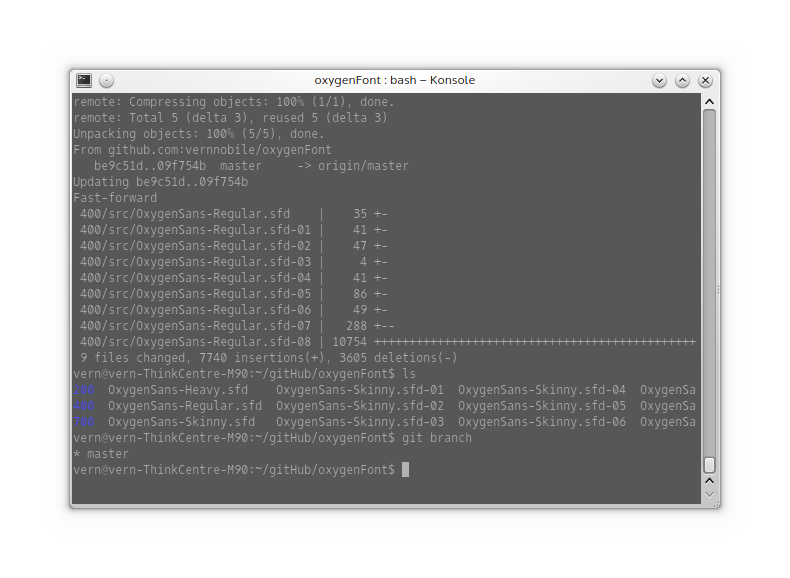 oxygenFont : bash – Konsole
remote: Compressing objects: 100% (1/1), done.
remote: Total 5 (delta 3), reused 5 (delta 3)
Unpacking objects: 100% (5/5), done.
From github.com:vernnobile/oxygenFont
   be9c51d..09f754b  master     -> origin/master
Updating be9c51d..09f754b
Fast-forward
 400/src/OxygenSans-Regular.sfd    |    35 +-
 400/src/OxygenSans-Regular.sfd-01 |    41 +-
 400/src/OxygenSans-Regular.sfd-02 |    47 +-
 400/src/OxygenSans-Regular.sfd-03 |     4 +-
 400/src/OxygenSans-Regular.sfd-04 |    41 +-
 400/src/OxygenSans-Regular.sfd-05 |    86 +-
 400/src/OxygenSans-Regular.sfd-06 |    49 +-
 400/src/OxygenSans-Regular.sfd-07 |   288 +--
 400/src/OxygenSans-Regular.sfd-08 | 10754 ++++++++++++++++++++++++++++++++++++++++++++++
 9 files changed, 7740 insertions(+), 3605 deletions(-)
vern@vern-ThinkCentre-M90:~/gitHub/oxygenFont$ ls
OxygenSans-Heavy.sfd    OxygenSans-Skinny.sfd-01  OxygenSans-Skinny.sfd-04  OxygenSa
OxygenSans-Regular.sfd  OxygenSans-Skinny.sfd-02  OxygenSans-Skinny.sfd-05  OxygenSa
700  OxygenSans-Skinny.sfd   OxygenSans-Skinny.sfd-03  OxygenSans-Skinny.sfd-06  OxygenSa
vern@vern-ThinkCentre-M90:~/gitHub/oxygenFont$ git branch
* master
vern@vern-ThinkCentre-M90:~/gitHub/oxygenFont$